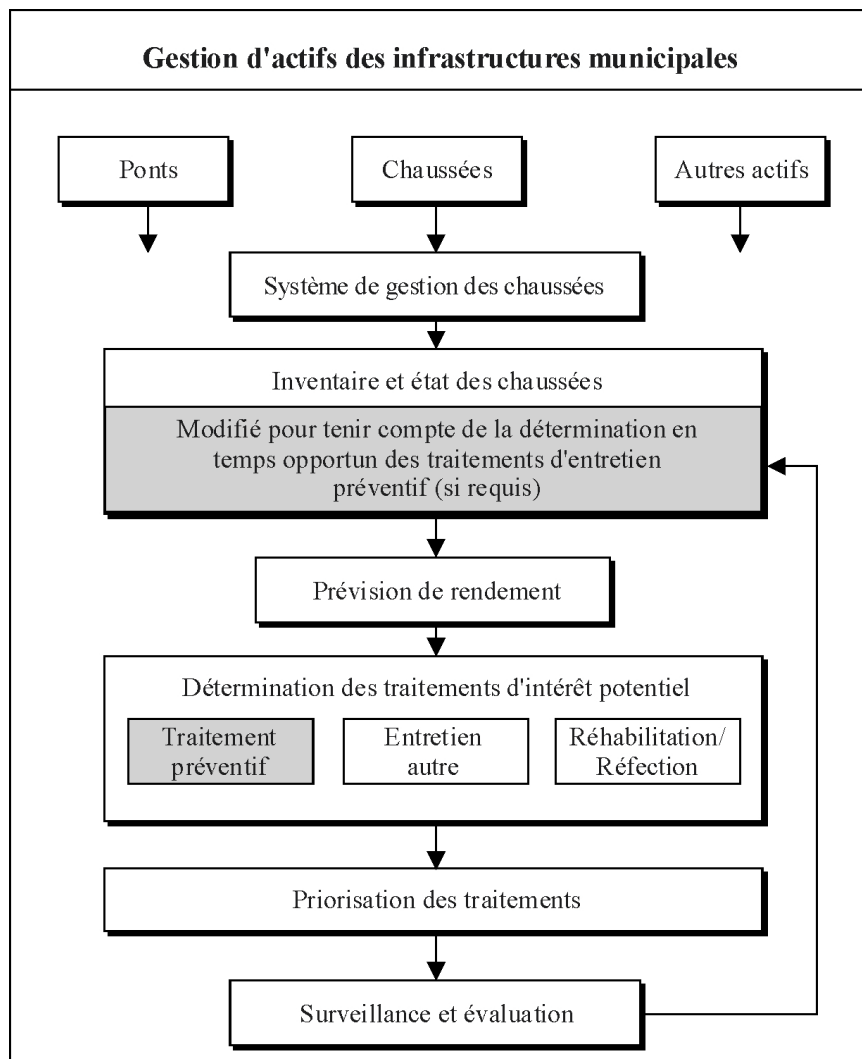 Gestion d'actifs des infrastructures municipales
Ponts
Chaussées
Autres actifs
Système de gestion des chaussées
Inventaire et état des chaussées
Modifié pour tenir compte de la détermination en
temps opportun des traitements d'entretien
préventif (si requis)
Prévision de rendement
Détermination des traitements d'intérêt potentiel
Traitement
préventif
Entretien
autre
Réhabilitation/
Réfection
Priorisation des traitements
Surveillance et évaluation